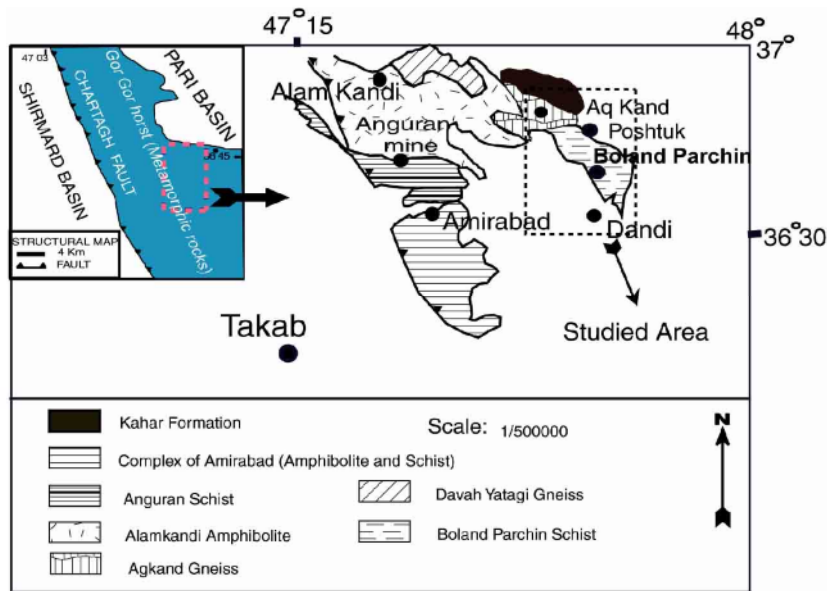 47° 15
48°
37°
47 03
Gor Gor horst (Metamorphic rocks)
PARI BASIN
CHARTAGH FAULT
SHIRMARD BASIN
STRUCTURAL MAP
4 Km
FAULT
Alam Kandi
Anguran
mine
Aq Kand
Poshtuk
Boland Parchin
Amirabad
Dandi
36° 30
Takab
Studied Area
Kahar Formation
Scale: 1/500000
N
Complex of Amirabad (Amphibolite and Schist)
Anguran Schist
Davah Yatagi Gneiss
Alamkandi Amphibolite
Boland Parchin Schist
Agkand Gneiss